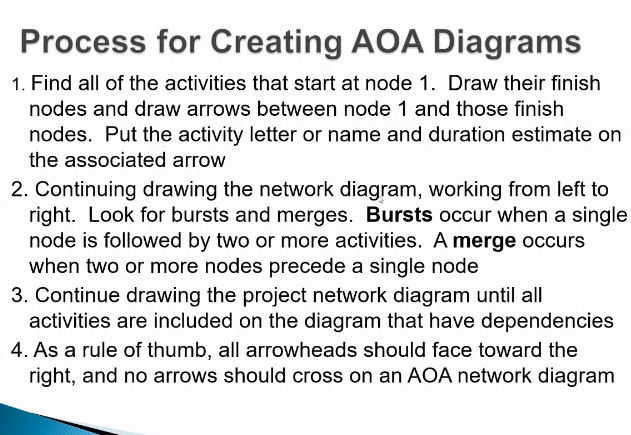 Process for Creating AOA Diagrams
1. Find all of the activities that start at node 1. Draw their finish
nodes and draw arrows between node 1 and those finish
nodes. Put the activity letter or name and duration estimate on
the associated arrow
2. Continuing drawing the network diagram, working from left to
right. Look for bursts and merges. Bursts occur when a single
node is followed by two or more activities. A merge occurs
when two or more nodes precede a single node
3. Continue drawing the project network diagram until all
activities are included on the diagram that have dependencies
4. As a rule of thumb, all arrowheads should face toward the
right, and no arrows should cross on an AOA network diagram